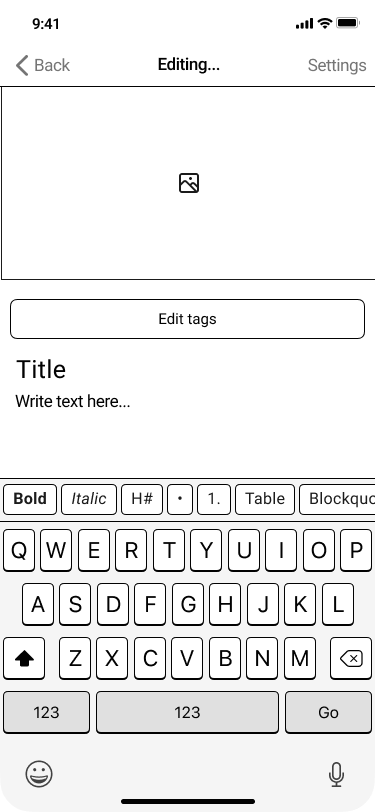 9:41
Back Editing... Settings
Edit tags
Title
Write text here...
Bold Italic H# • 1. Table Blockquo
Q W E R T Y U I O P
A S D F G H J K L
Z X C V B N M
123 123 Go